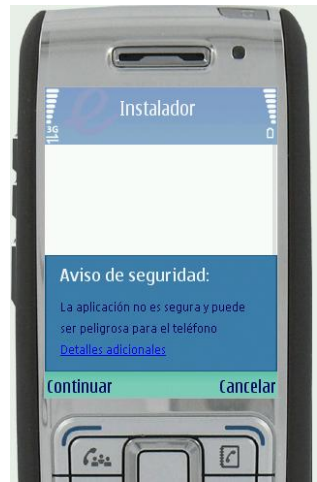 Instalador
3G
Aviso de seguridad:
La aplicación no es segura y puede
ser peligrosa para el teléfono
Detalles adicionales
Continuar Cancelar